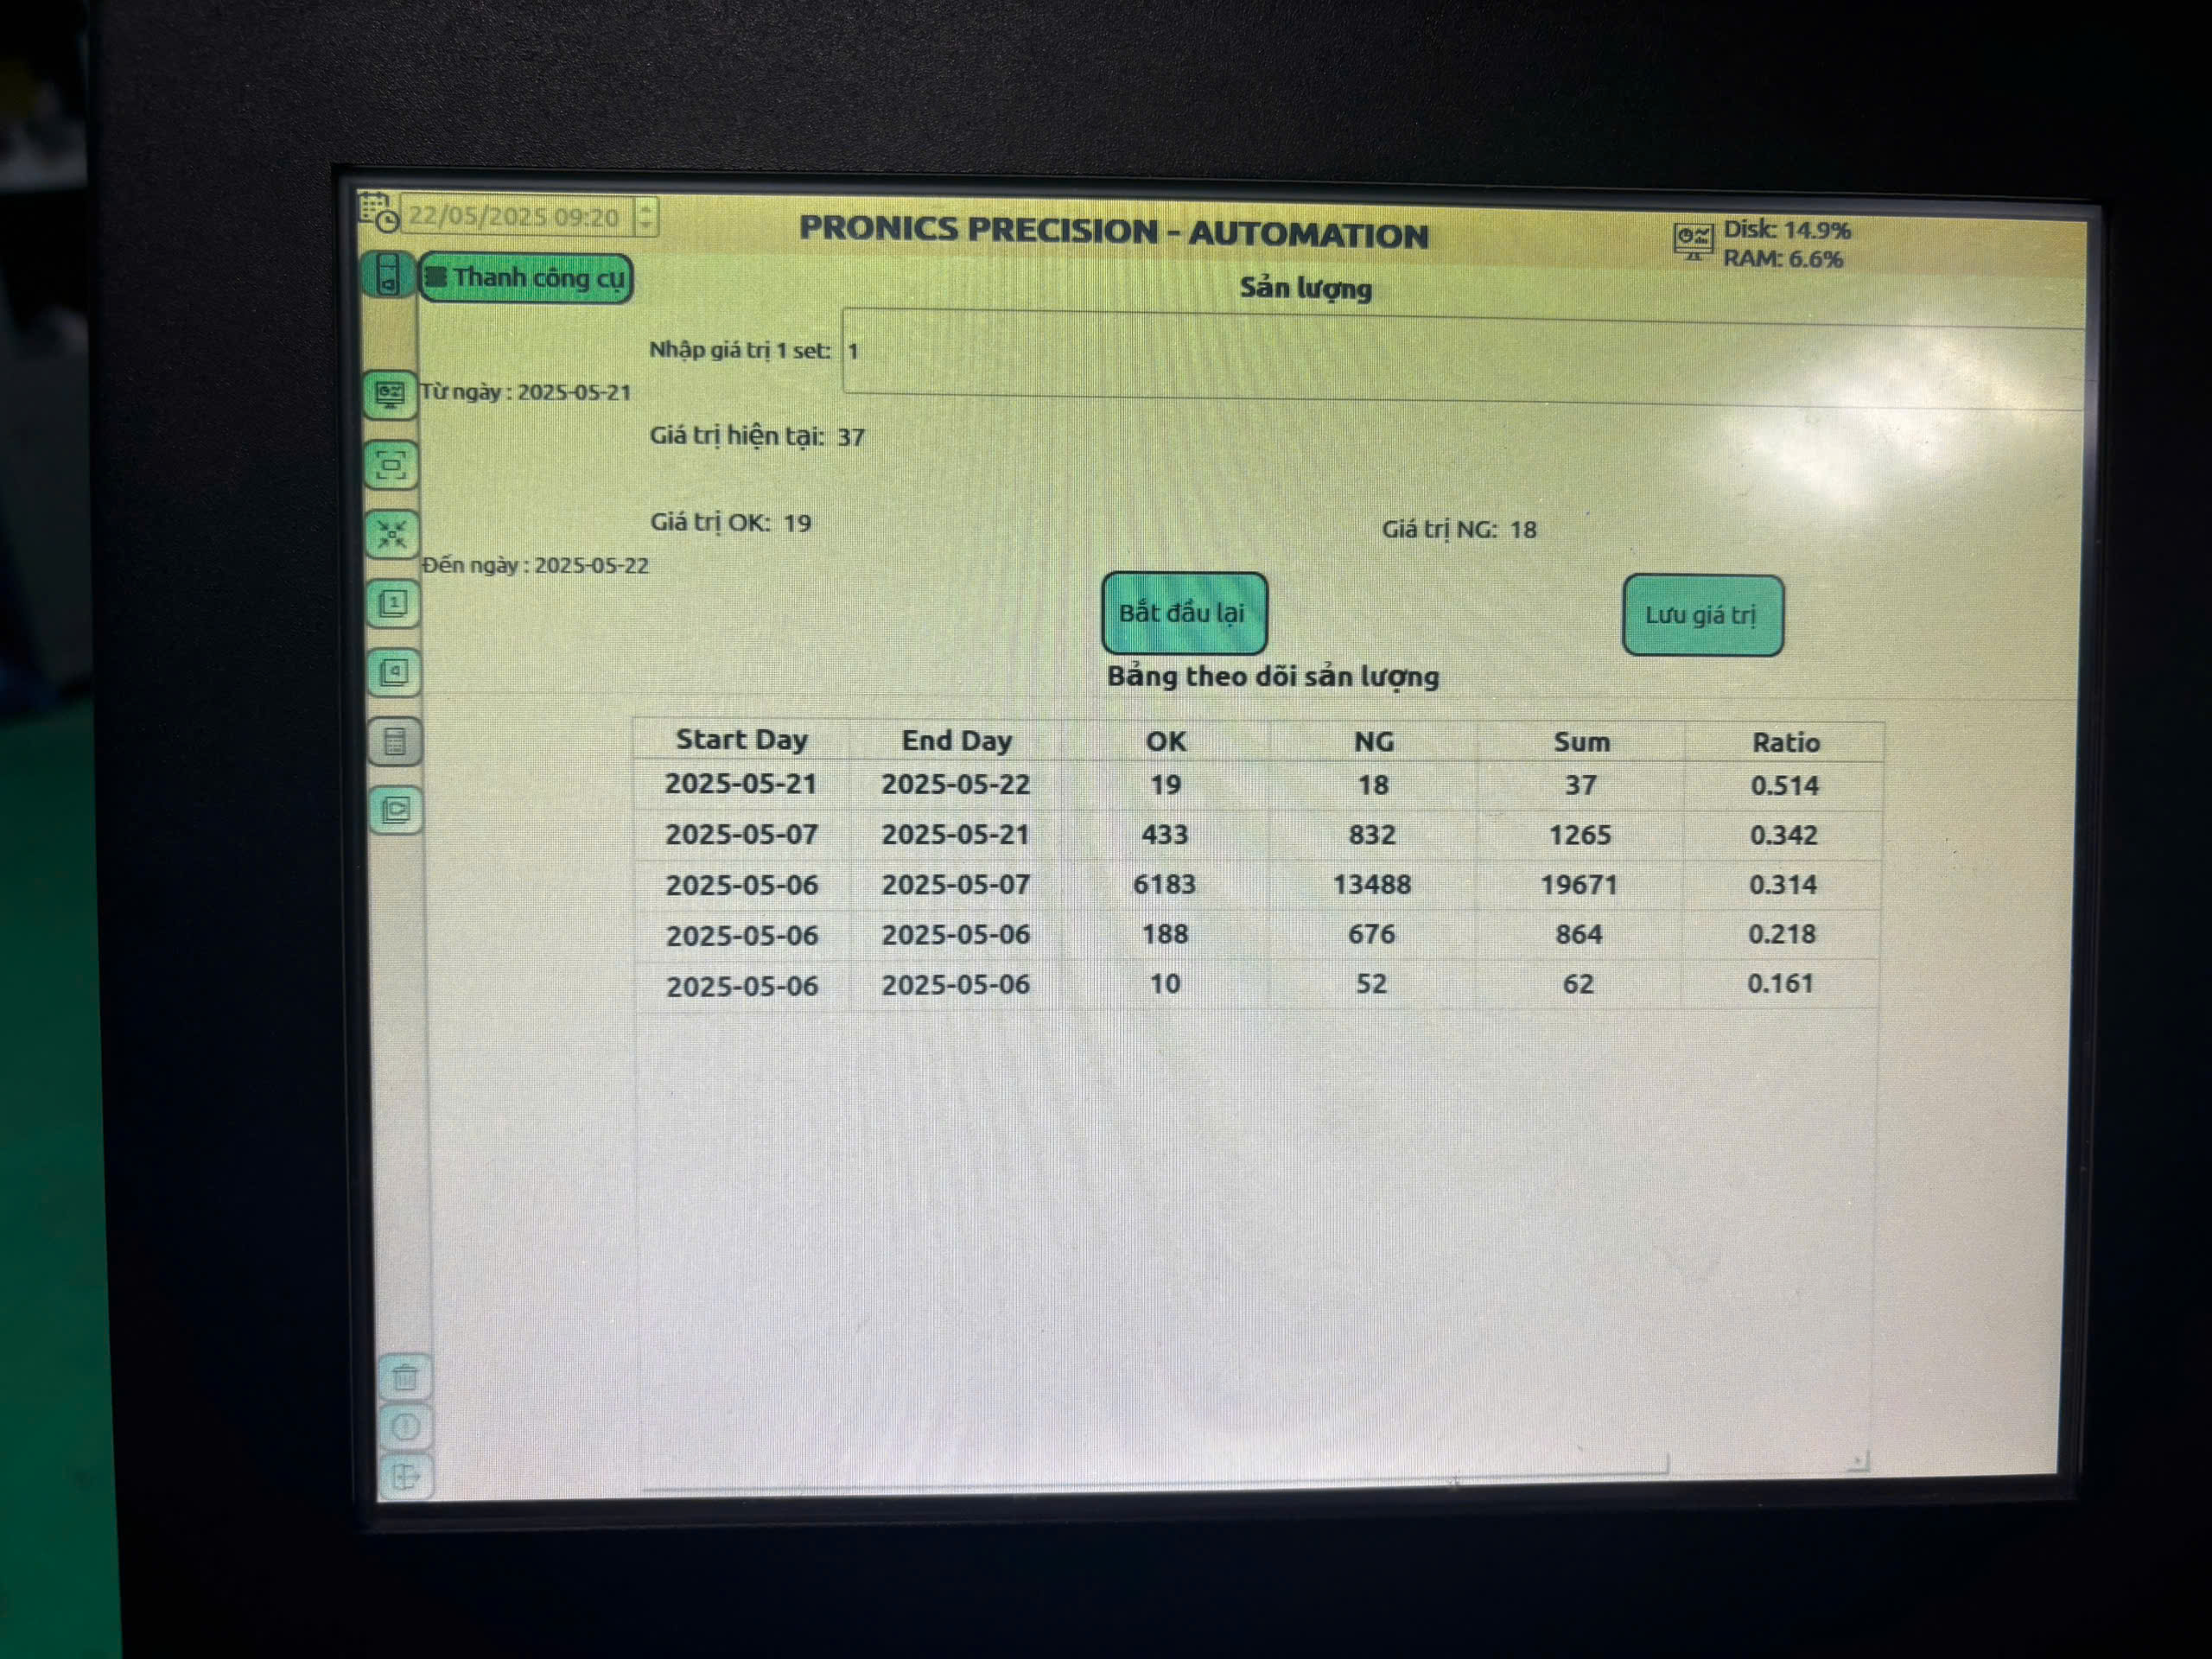 22/05/2025 09:20
PRONICS PRECISION - AUTOMATION
Disk: 14.9%
RAM: 6.6%
Thanh công cụ
Sản lượng
Nhập giá trị 1 set: 1
Từ ngày : 2025-05-21
Giá trị hiện tại: 37
Giá trị OK: 19
Giá trị NG: 18
Đến ngày : 2025-05-22
Bắt đầu lại
Lưu giá trị
Bảng theo dõi sản lượng
Start Day End Day OK NG Sum Ratio
2025-05-21 2025-05-22 19 18 37 0.514
2025-05-07 2025-05-21 433 832 1265 0.342
2025-05-06 2025-05-07 6183 13488 19671 0.314
2025-05-06 2025-05-06 188 676 864 0.218
2025-05-06 2025-05-06 10 52 62 0.161